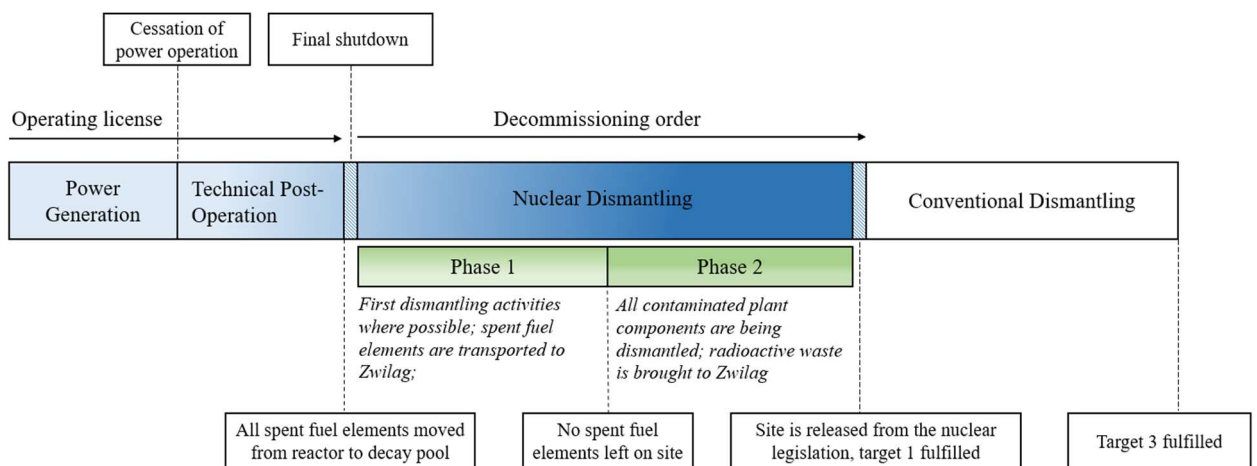 Cessation of
power operation
Final shutdown
Operating license
Decommissioning order
Power
Generation
Technical Post-
Operation
Nuclear Dismantling
Conventional Dismantling
Phase 1
Phase 2
First dismantling activities
where possible; spent fuel
elements are transported to
Zwilag;
All contaminated plant
components are being
dismantled; radioactive waste
is brought to Zwilag
All spent fuel elements moved
from reactor to decay pool
No spent fuel
elements left on site
Site is released from the nuclear
legislation, target 1 fulfilled
Target 3 fulfilled